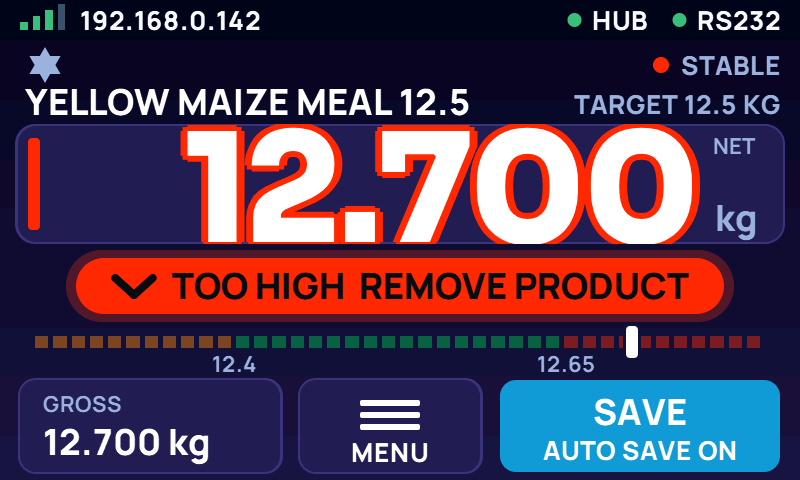 192.168.0.142 HUB RS232
STABLE
YELLOW MAIZE MEAL 12.5 TARGET 12.5 KG
12.700 NET kg
TOO HIGH REMOVE PRODUCT
12.4 12.65
GROSS
12.700 kg
MENU
SAVE
AUTO SAVE ON